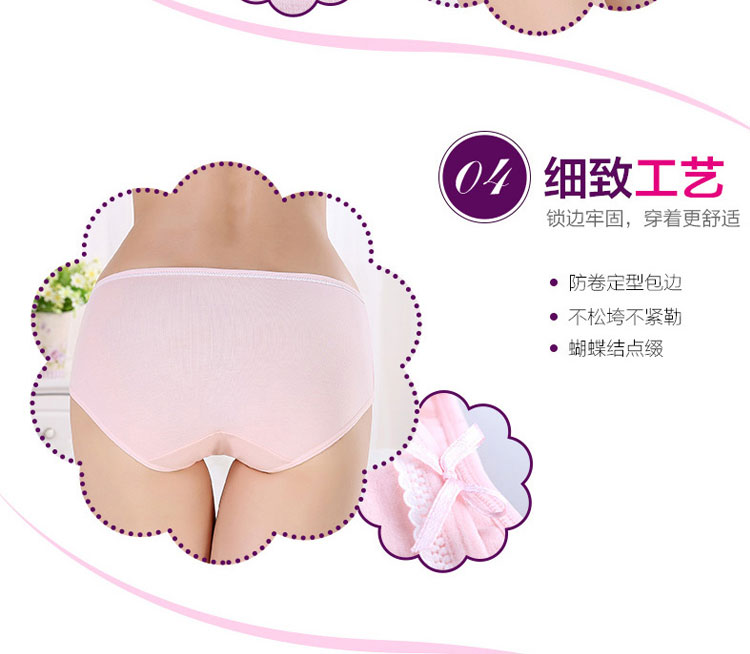 04 细致工艺
锁边牢固，穿着更舒适
• 防卷定型包边
• 不松垮不紧勒
• 蝴蝶结点缀